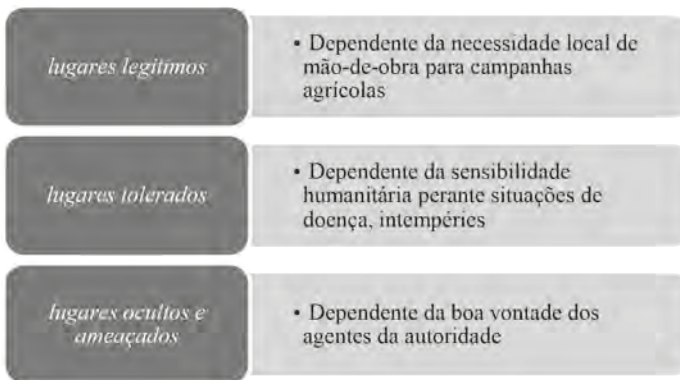 lugares legítimos
• Dependente da necessidade local de
mão-de-obra para campanhas
agrícolas
lugares tolerados
• Dependente da sensibilidade
humanitária perante situações de
doença, intempéries
lugares ocultos e
ameaçados
• Dependente da boa vontade dos
agentes da autoridade